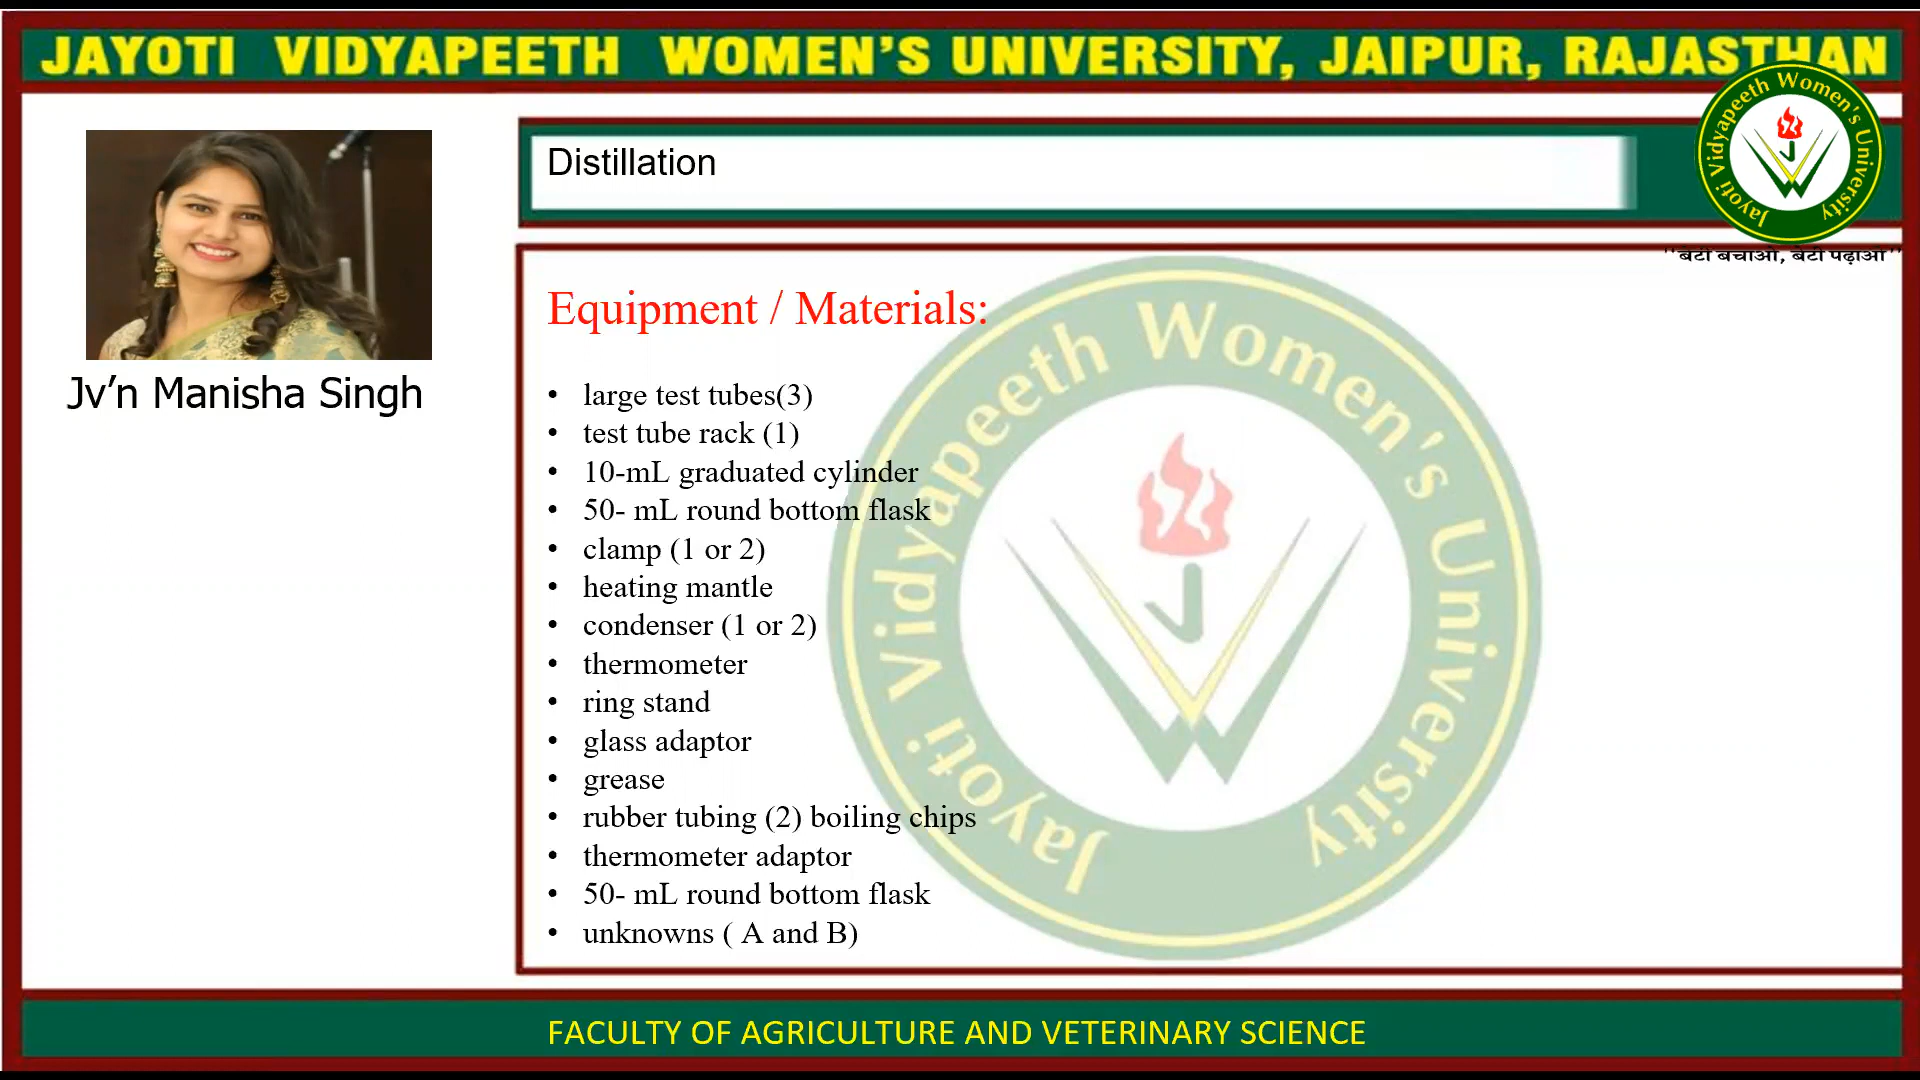 JAYOTI VIDYAPEETH WOMEN'S UNIVERSITY, JAIPUR, RAJASTHAN
Jayoti Vidyapeeth Women's University
"बेटी बचाओ, बेटी पढ़ाओ"
Jv'n Manisha Singh
Distillation
Equipment / Materials:
• large test tubes(3)
• test tube rack (1)
• 10-mL graduated cylinder
• 50- mL round bottom flask
• clamp (1 or 2)
• heating mantle
• condenser (1 or 2)
• thermometer
• ring stand
• glass adaptor
• grease
• rubber tubing (2) boiling chips
• thermometer adaptor
• 50- mL round bottom flask
• unknowns ( A and B)
Jayoti Vidyapeeth Women's University
FACULTY OF AGRICULTURE AND VETERINARY SCIENCE